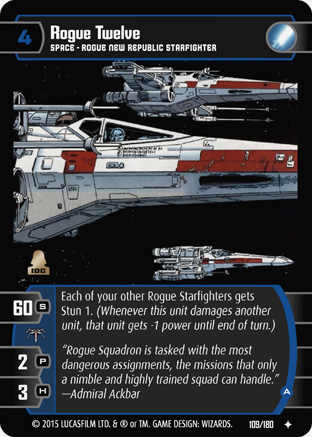 4
Rogue Twelve
SPACE - ROGUE NEW REPUBLIC STARFIGHTER
IDC
60 S
Each of your other Rogue Starfighters gets
Stun 1. (Whenever this unit damages another
unit, that unit gets -1 power until end of turn.)
2 P
3 H
“Rogue Squadron is tasked with the most
dangerous assignments, the missions that only
a nimble and highly trained squad can handle.”
—Admiral Ackbar
A
© 2015 LUCASFILM LTD. & ® or TM. GAME DESIGN: WIZARDS.
109/180